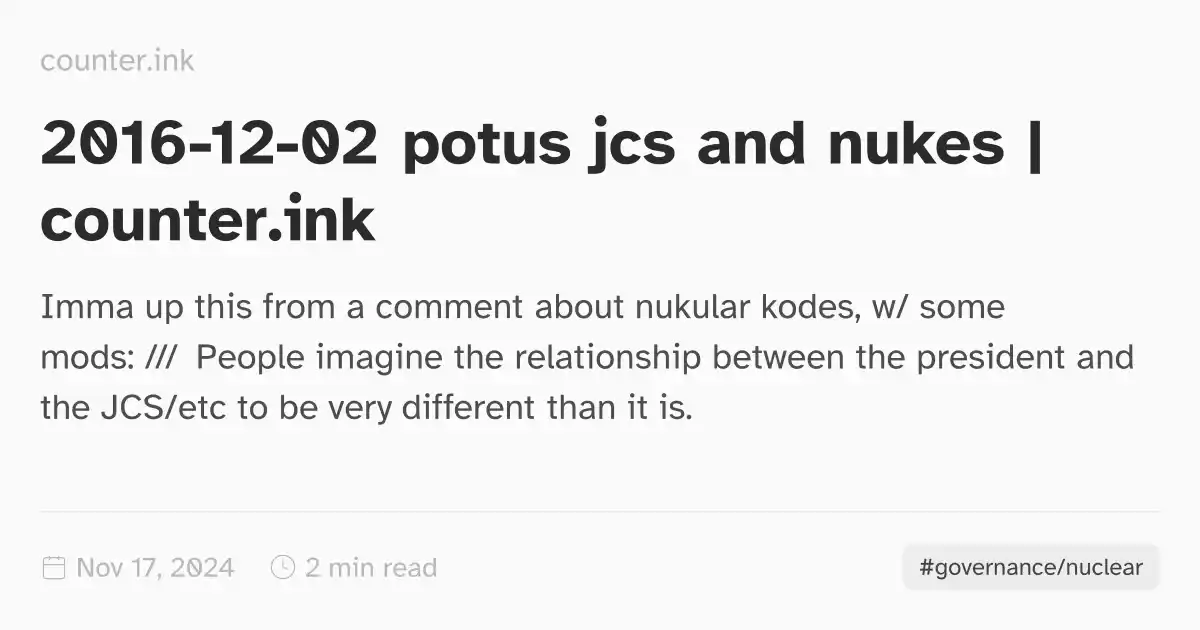 counter.ink
2016-12-02 potus jcs and nukes |
counter.ink
Imma up this from a comment about nukular kodes, w/ some
mods: ///  People imagine the relationship between the president and
the JCS/etc to be very different than it is.
Nov 17, 2024 2 min read #governance/nuclear